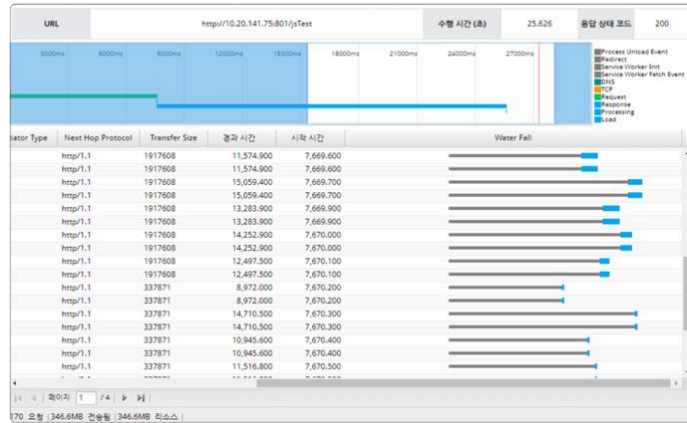 URL http://10.20.141.75:801/jsTest 수행 시간 (초) 25.626 응답 상태 코드 200
3000ms 6000ms 9000ms 12000ms 15000ms 18000ms 21000ms 24000ms 27000ms
Process Unload Event
Redirect
Service Worker Init
Service Worker Fetch Event
DNS
TCP
Request
Response
Processing
Load
iator Type Next Hop Protocol Transfer Size 경과 시간 시작 시간 Water Fall
http/1.1 1917608 11,574.900 7,669.600
http/1.1 1917608 11,574.900 7,669.600
http/1.1 1917608 15,059.400 7,669.700
http/1.1 1917608 15,059.400 7,669.700
http/1.1 1917608 13,283.900 7,669.900
http/1.1 1917608 13,283.900 7,669.900
http/1.1 1917608 14,252.900 7,670.000
http/1.1 1917608 14,252.900 7,670.000
http/1.1 1917608 12,497.500 7,670.100
http/1.1 1917608 12,497.500 7,670.100
http/1.1 337871 8,972.000 7,670.200
http/1.1 337871 8,972.000 7,670.200
http/1.1 337871 14,710.500 7,670.300
http/1.1 337871 14,710.500 7,670.300
http/1.1 337871 10,945.600 7,670.400
http/1.1 337871 10,945.600 7,670.400
http/1.1 337871 11,516.800 7,670.500
페이지 1 / 4
170 요청 | 346.6MB 전송됨 | 346.6MB 리소스 |